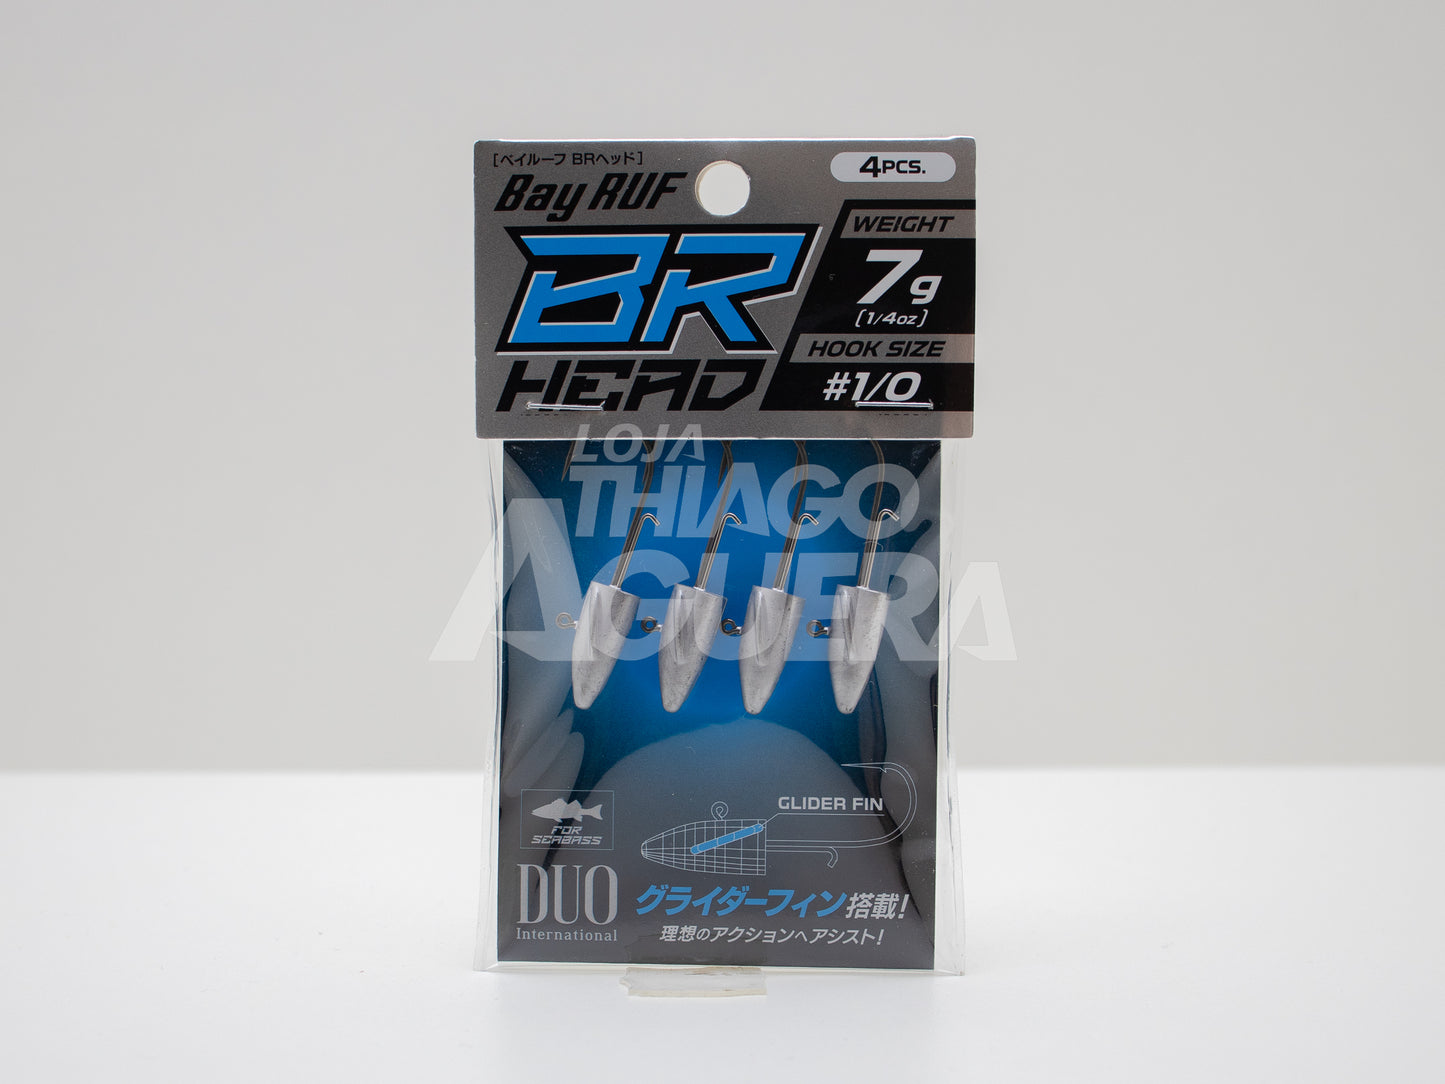 [ベイルーフ BRヘッド]
Bay RUF
4PCS.
BR
HEAD
WEIGHT
7g
[1/4oz]
HOOK SIZE
#1/0
LOJA
THIAGO
AGUERA
GLIDER FIN
FOR
SEABASS
DUO
International
グライダーフィン搭載!
理想のアクションへアシスト!